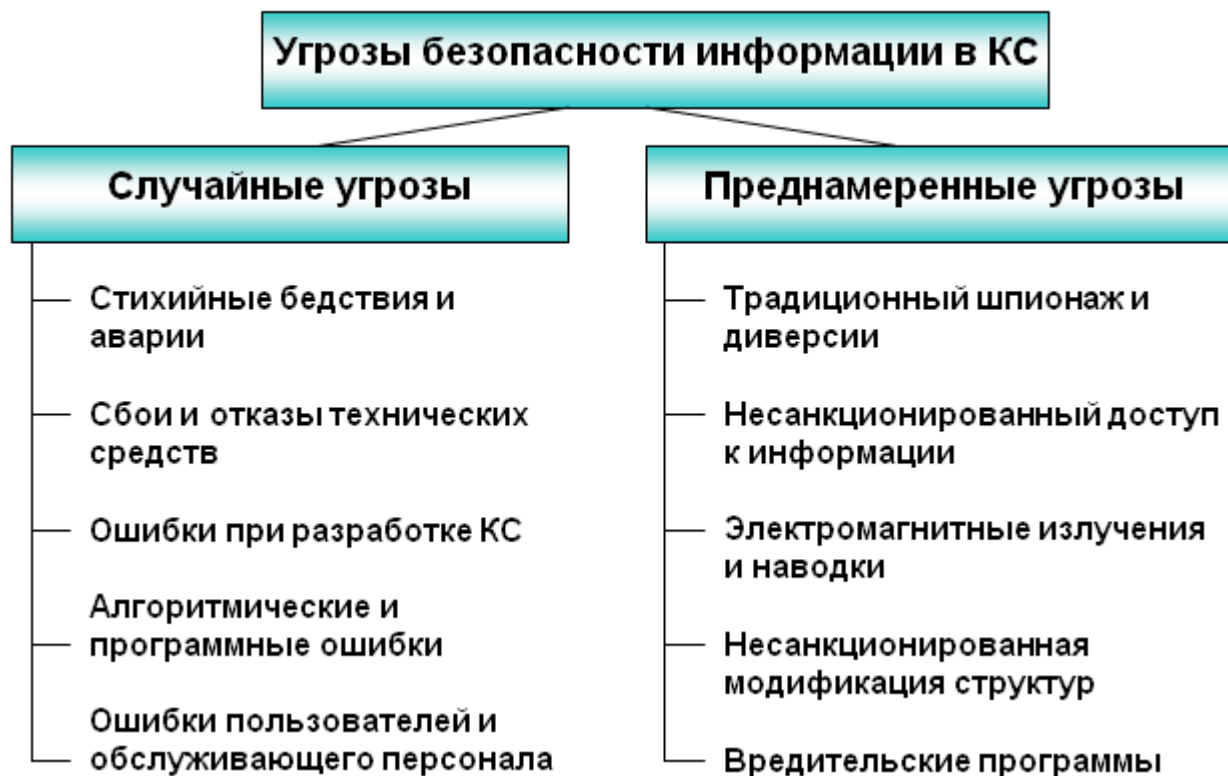 Угрозы безопасности информации в КС
Случайные угрозы
Стихийные бедствия и
аварии
Сбои и отказы технических
средств
Ошибки при разработке КС
Алгоритмические и
программные ошибки
Ошибки пользователей и
обслуживающего персонала
Преднамеренные угрозы
Традиционный шпионаж и
диверсии
Несанкционированный доступ
к информации
Электромагнитные излучения
и наводки
Несанкционированная
модификация структур
Вредительские программы